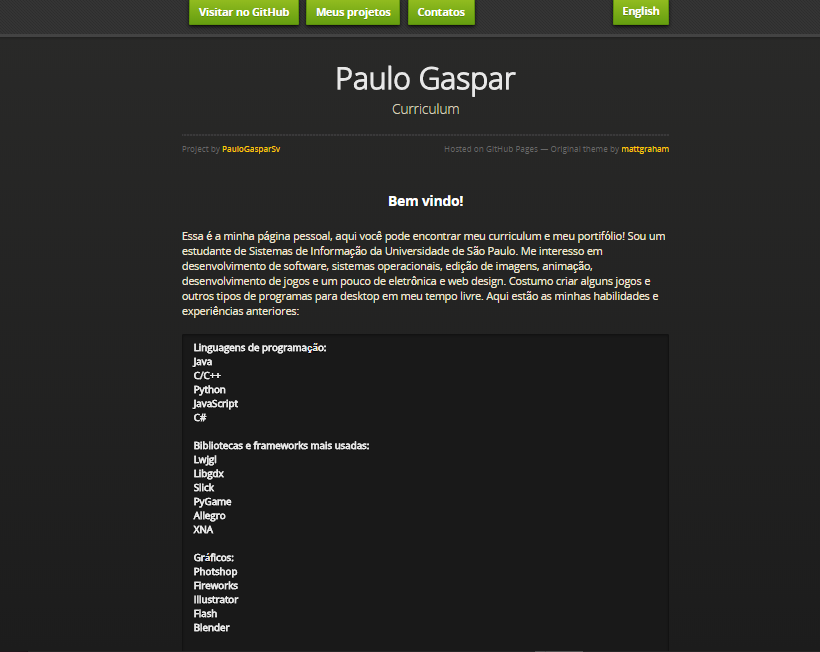 Visitar no GitHub Meus projetos Contatos English
Paulo Gaspar
Curriculum
Project by PauloGasparSv Hosted on GitHub Pages — Original theme by mattgraham
Bem vindo!
Essa é a minha página pessoal, aqui você pode encontrar meu curriculum e meu portifólio! Sou um
estudante de Sistemas de Informação da Universidade de São Paulo. Me interesso em
desenvolvimento de software, sistemas operacionais, edição de imagens, animação,
desenvolvimento de jogos e um pouco de eletrônica e web design. Costumo criar alguns jogos e
outros tipos de programas para desktop em meu tempo livre. Aqui estão as minhas habilidades e
experiências anteriores:
Linguagens de programação:
Java
C/C++
Python
JavaScript
C#
Bibliotecas e frameworks mais usadas:
Lwjgl
Libgdx
Slick
PyGame
Allegro
XNA
Gráficos:
Photshop
Fireworks
Illustrator
Flash
Blender